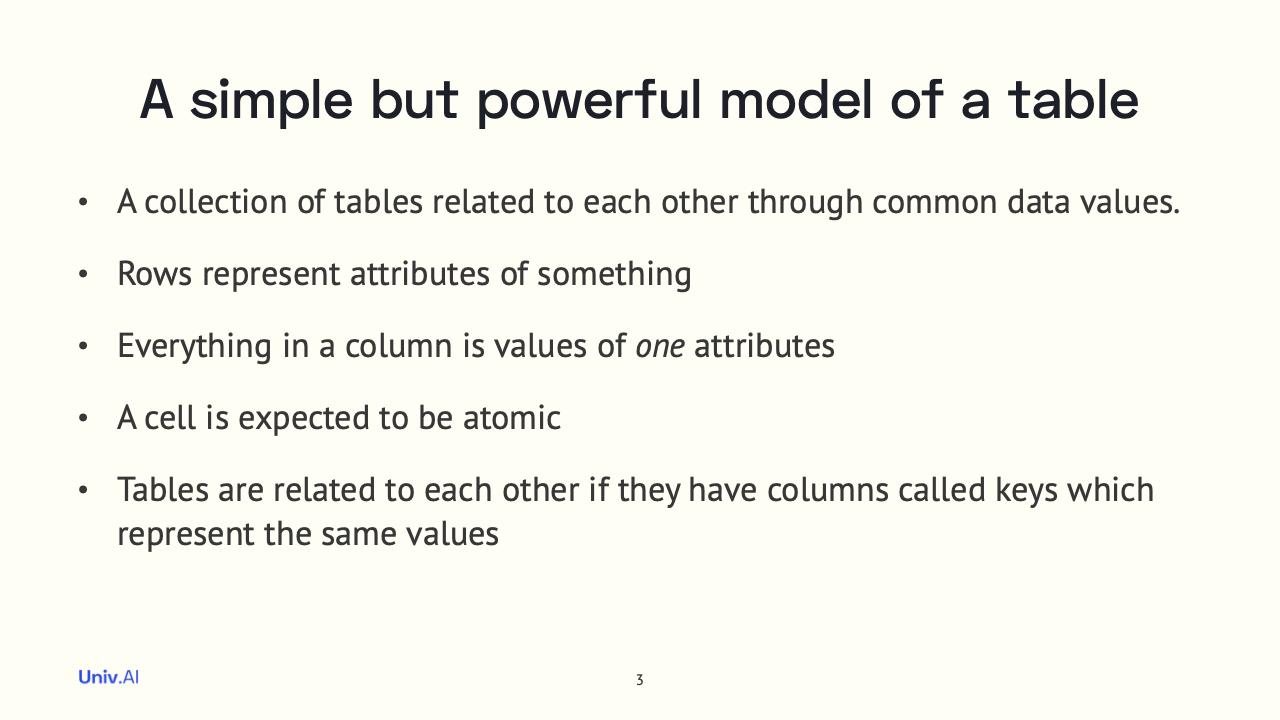 A simple but powerful model of a table
• A collection of tables related to each other through common data values.
• Rows represent attributes of something
• Everything in a column is values of one attributes
• A cell is expected to be atomic
• Tables are related to each other if they have columns called keys which
represent the same values
Univ.AI
3